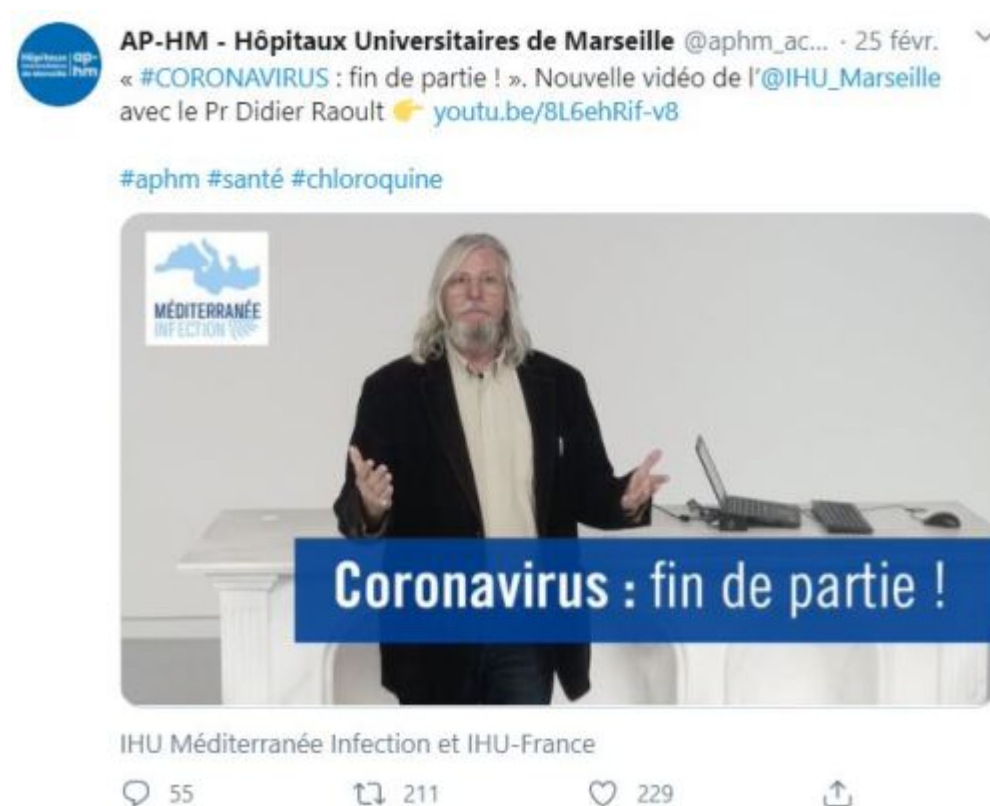 AP-HM - Hôpitaux Universitaires de Marseille @aphm_ac... · 25 févr.
« #CORONAVIRUS : fin de partie ! ». Nouvelle vidéo de l'@IHU_Marseille
avec le Pr Didier Raoult 👉 youtu.be/8L6ehRif-v8
#aphm #santé #chloroquine
MÉDITERRANÉE
INFECTION
Coronavirus : fin de partie !
IHU Méditerranée Infection et IHU-France
55 211 229